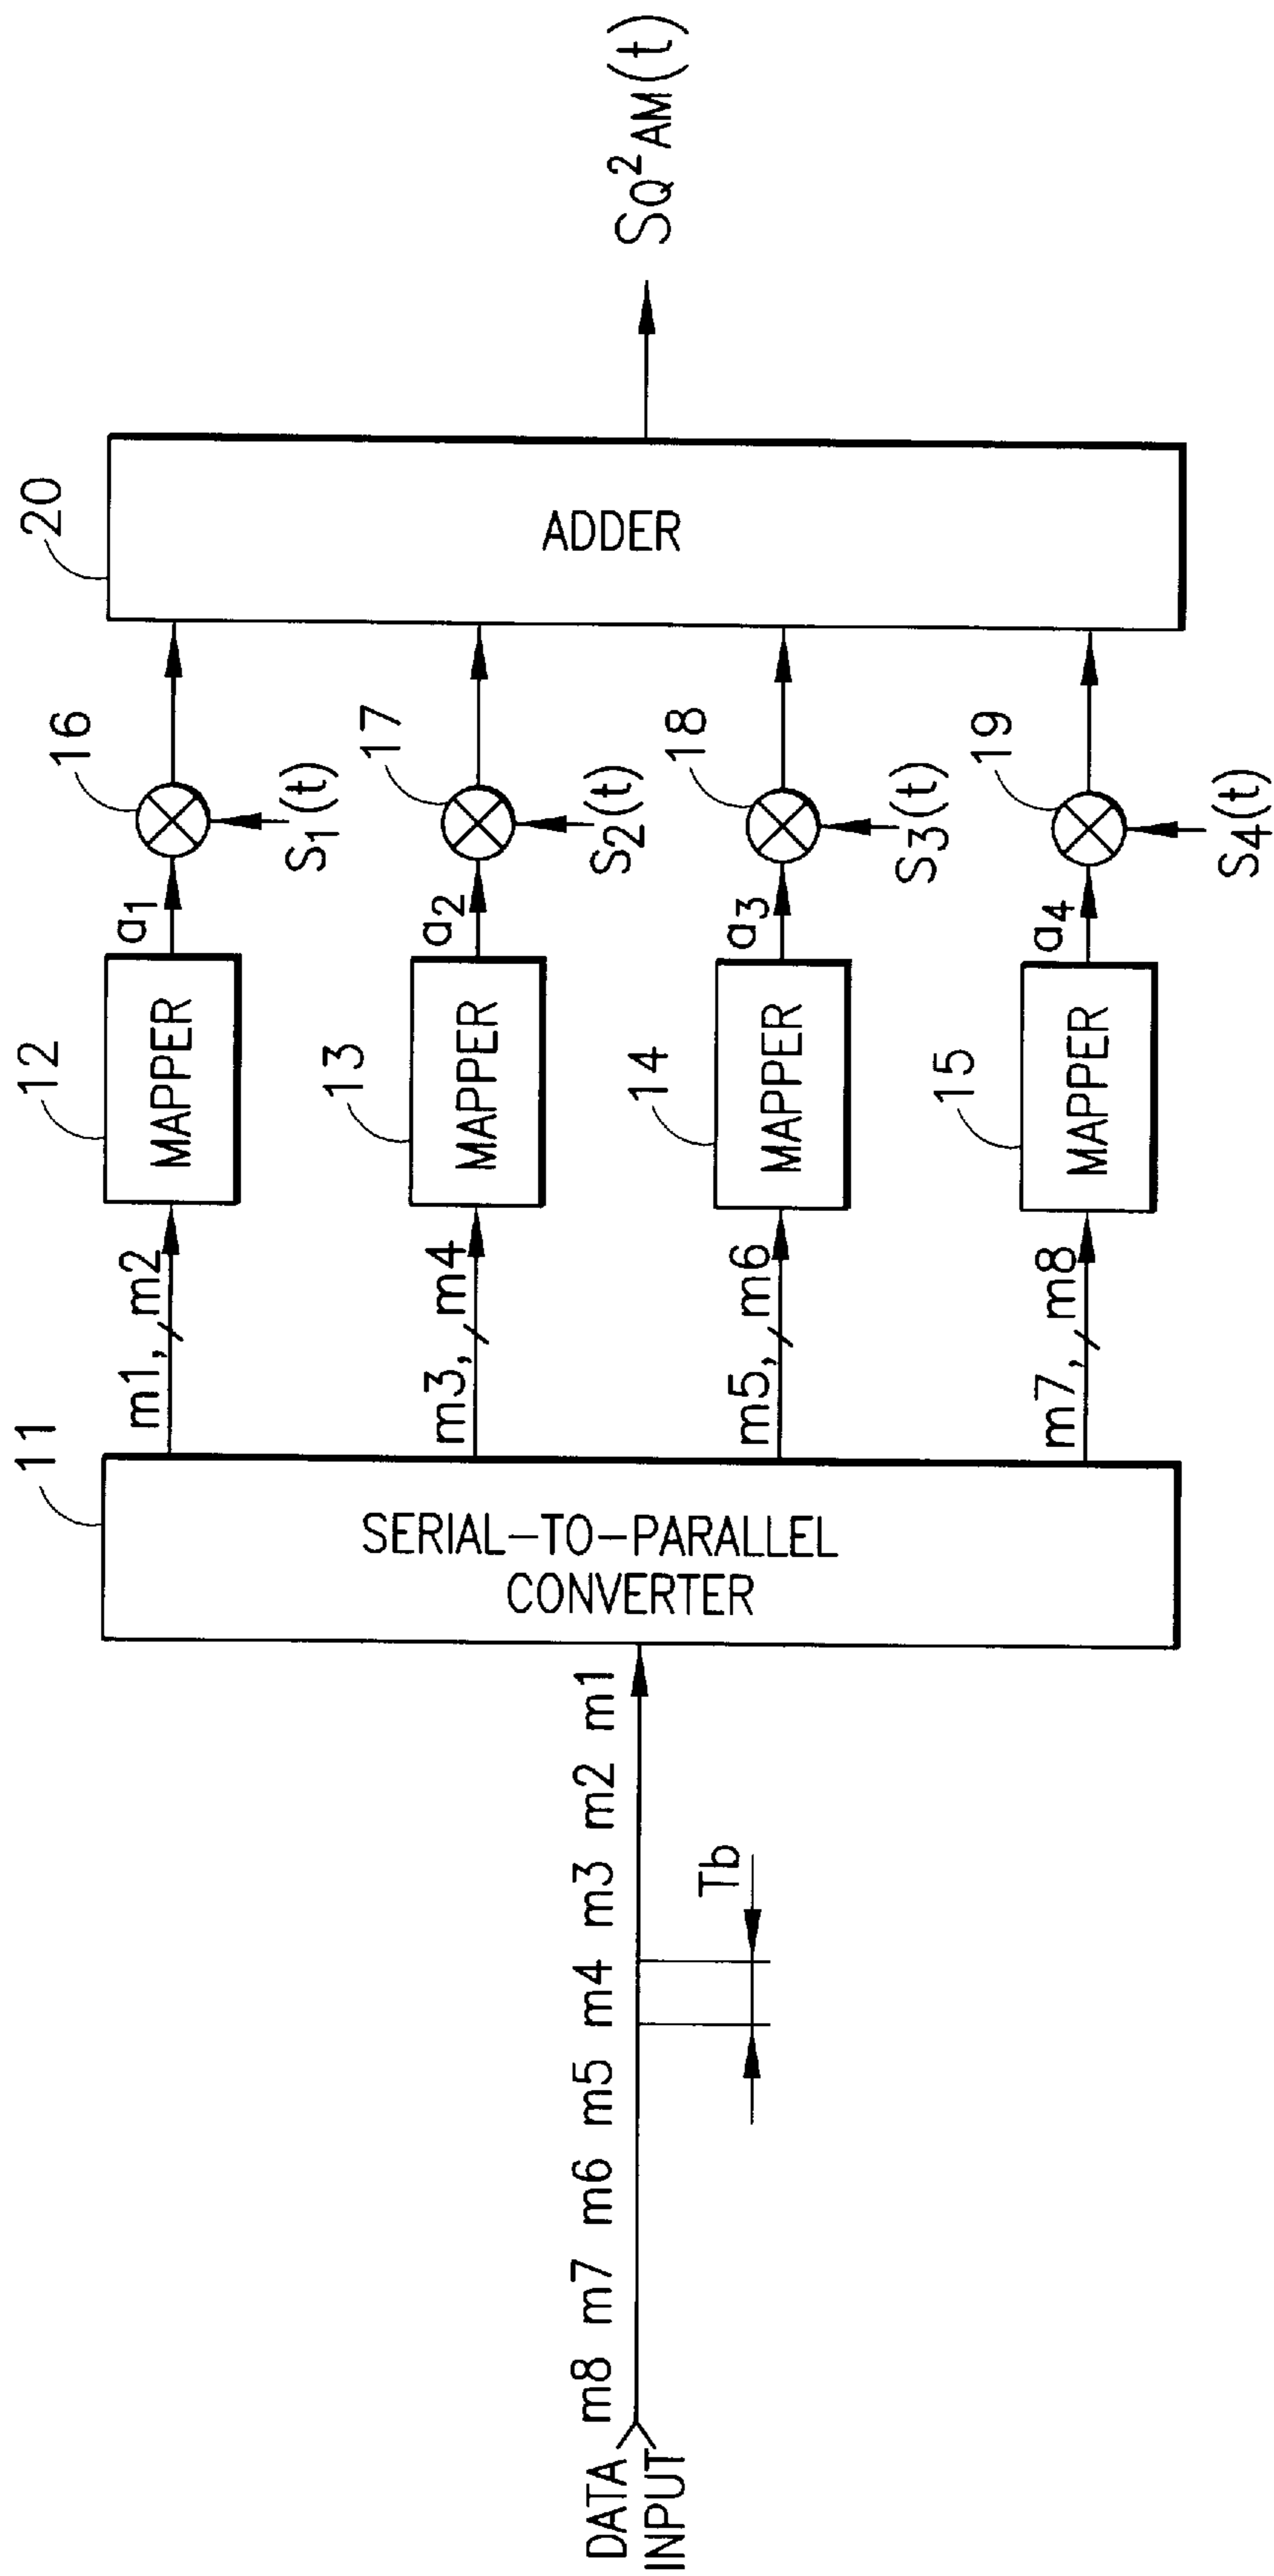 DATA
INPUT
m8 m7 m6 m5 m4 m3 m2 m1
Tb
11
SERIAL-TO-PARALLEL
CONVERTER
m1, m2
m3, m4
m5, m6
m7, m8
12
MAPPER
13
MAPPER
14
MAPPER
15
MAPPER
a1
a2
a3
a4
16
S1(t)
17
S2(t)
18
S3(t)
19
S4(t)
20
ADDER
SQ²AM(t)